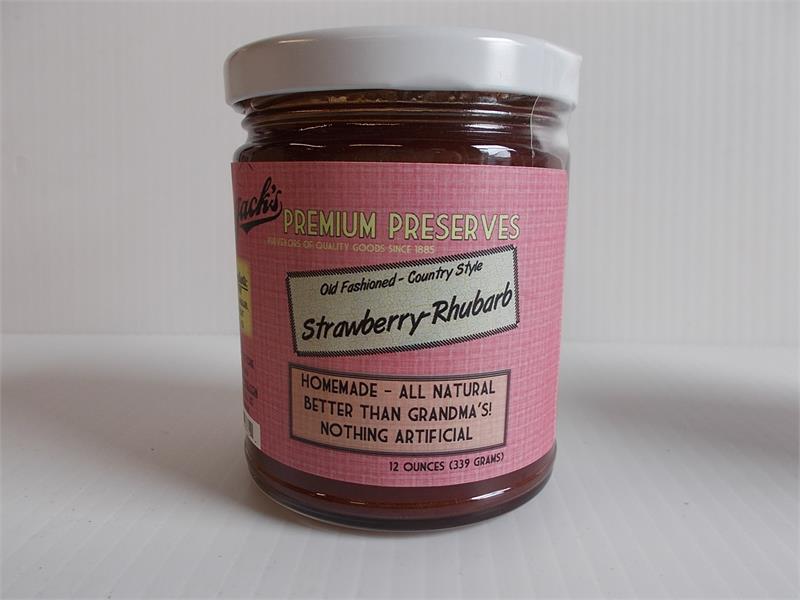 PREMIUM PRESERVES
OF QUALITY GOODS SINCE 1885
Old Fashioned - Country Style
Strawberry-Rhubarb
HOMEMADE - ALL NATURAL
BETTER THAN GRANDMA'S!
NOTHING ARTIFICIAL
12 OUNCES (339 GRAMS)